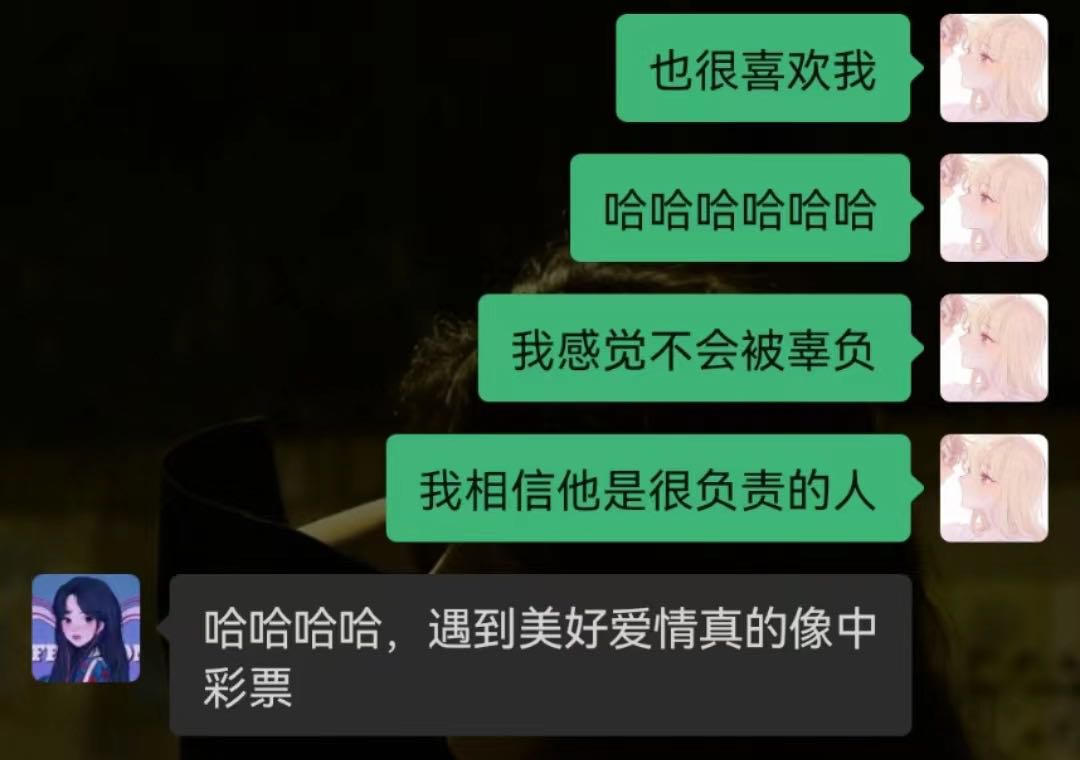 也很喜欢我
哈哈哈哈哈哈
我感觉不会被辜负
我相信他是很负责的人
哈哈哈哈，遇到美好爱情真的像中
彩票